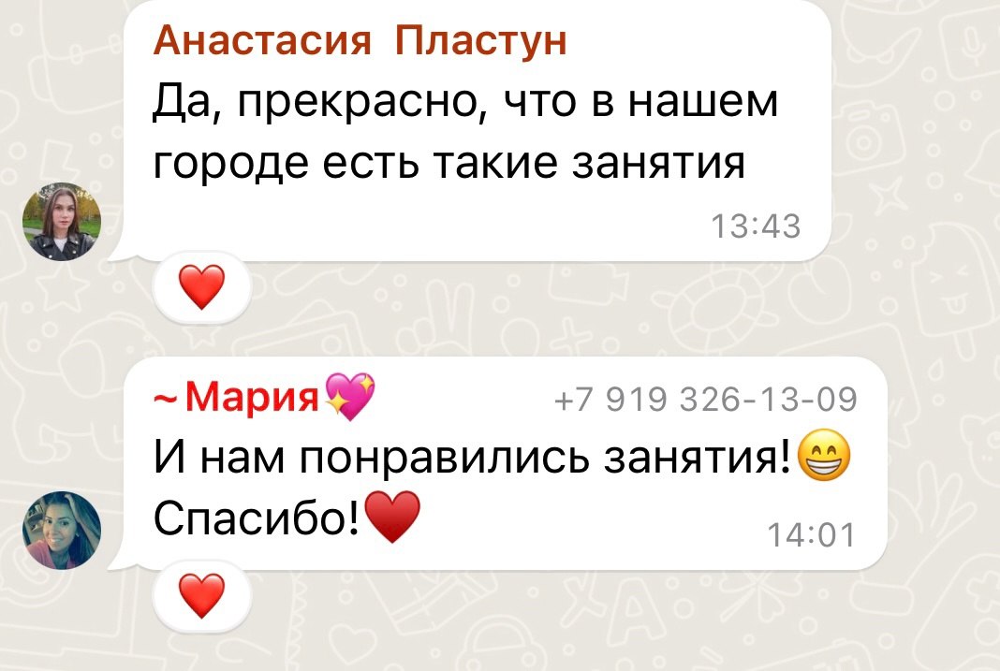 Анастасия Пластун
Да, прекрасно, что в нашем
городе есть такие занятия
13:43
❤️
~Мария💖 +7 919 326-13-09
И нам понравились занятия!😁
Спасибо!♥️
14:01
❤️